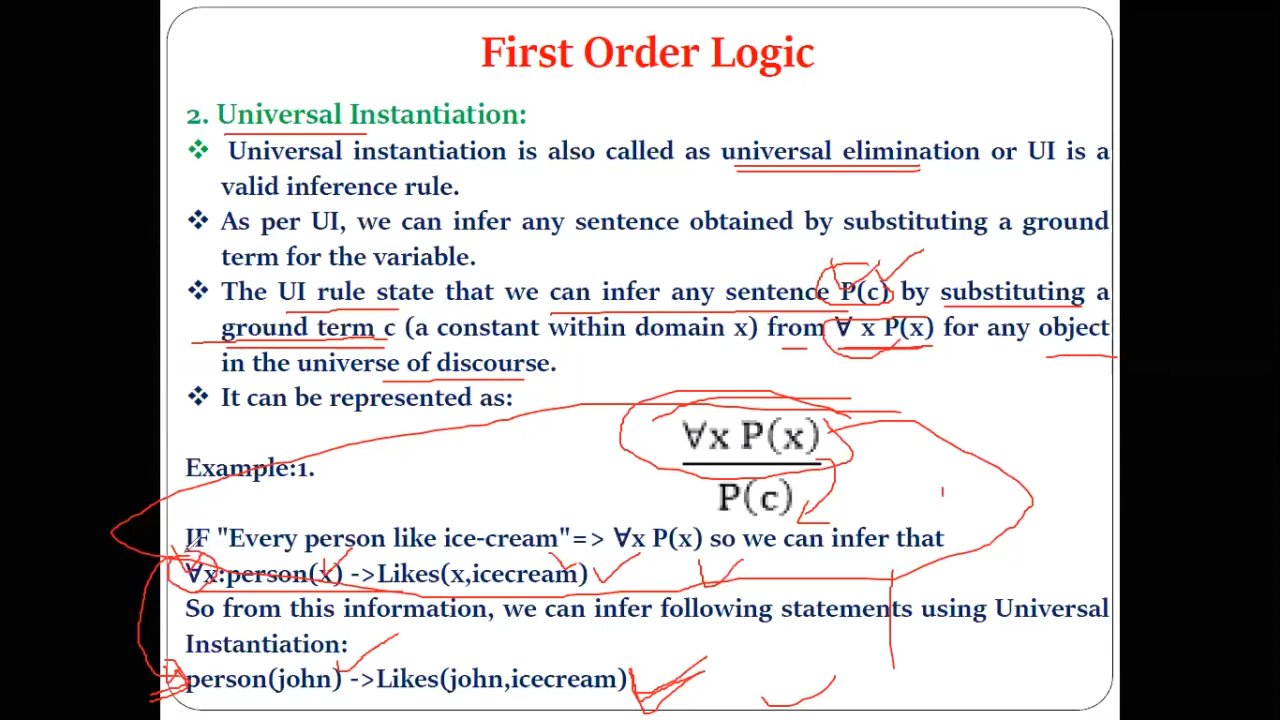 First Order Logic
2. Universal Instantiation:
❖ Universal instantiation is also called as universal elimination or UI is a
valid inference rule.
❖ As per UI, we can infer any sentence obtained by substituting a ground
term for the variable.
❖ The UI rule state that we can infer any sentence P(c) by substituting a
ground term c (a constant within domain x) from ∀ x P(x) for any object
in the universe of discourse.
❖ It can be represented as:
∀x P(x)
P(c)
Example:1.
IF "Every person like ice-cream"=> ∀x P(x) so we can infer that
∀x:person(x) ->Likes(x,icecream)
So from this information, we can infer following statements using Universal
Instantiation:
person(john) ->Likes(john,icecream)